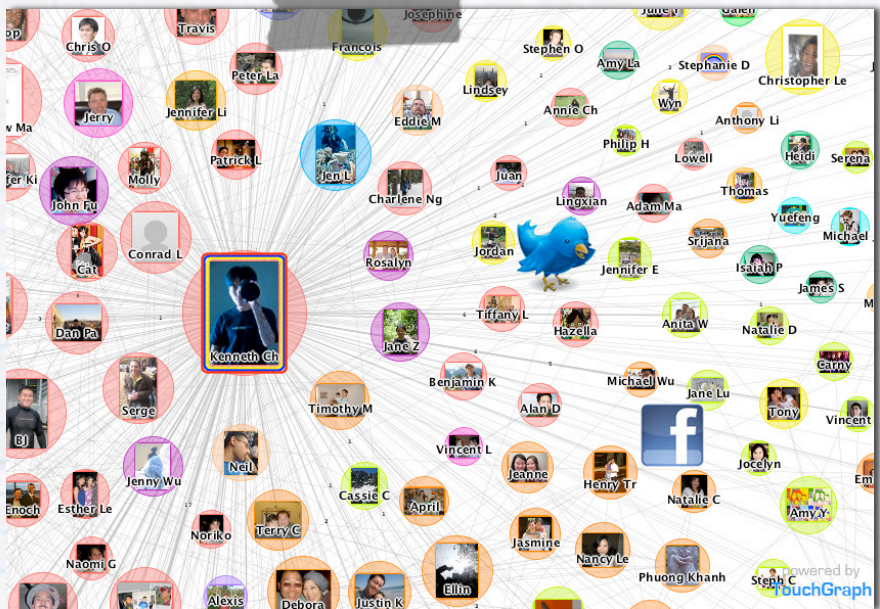 Travis
Josephine
Francois
Chris O
Stephen O
Amy La
Stephanie D
Christopher Le
Peter La
Lindsey
Jerry
Jennifer Li
Eddie M
Annie Ch
Wyn
Anthony Li
w Ma
Patrick L
Philip H
Lowell
Heidi
Serena
Molly
Jen L
Juan
fer Ki
John Fu
Charlene Ng
Lingxian
Adam Ma
Thomas
Yuefeng
Michael
Conrad L
Rosalyn
Jordan
Jennifer E
Srijana
Isaiah P
Cat
James S
Dan Pa
Kenneth Ch
Tiffany L
Hazella
Anita W
Natalie D
Jane Z
Carny
Serge
Timothy M
Benjamin K
Alan D
Michael Wu
Jane Lu
Tony
Vincent
BJ
f
Jenny Wu
Neil
Vincent L
Jeanne
Henry Tr
Jocelyn
Em
Enoch
Esther Le
Cassie C
April
Natalie C
Amy Y
Noriko
Terry C
Jasmine
Nancy Le
Naomi G
Phuong Khanh
Steph C
Alexis
Debora
Justin K
Ellin
powered by
TouchGraph